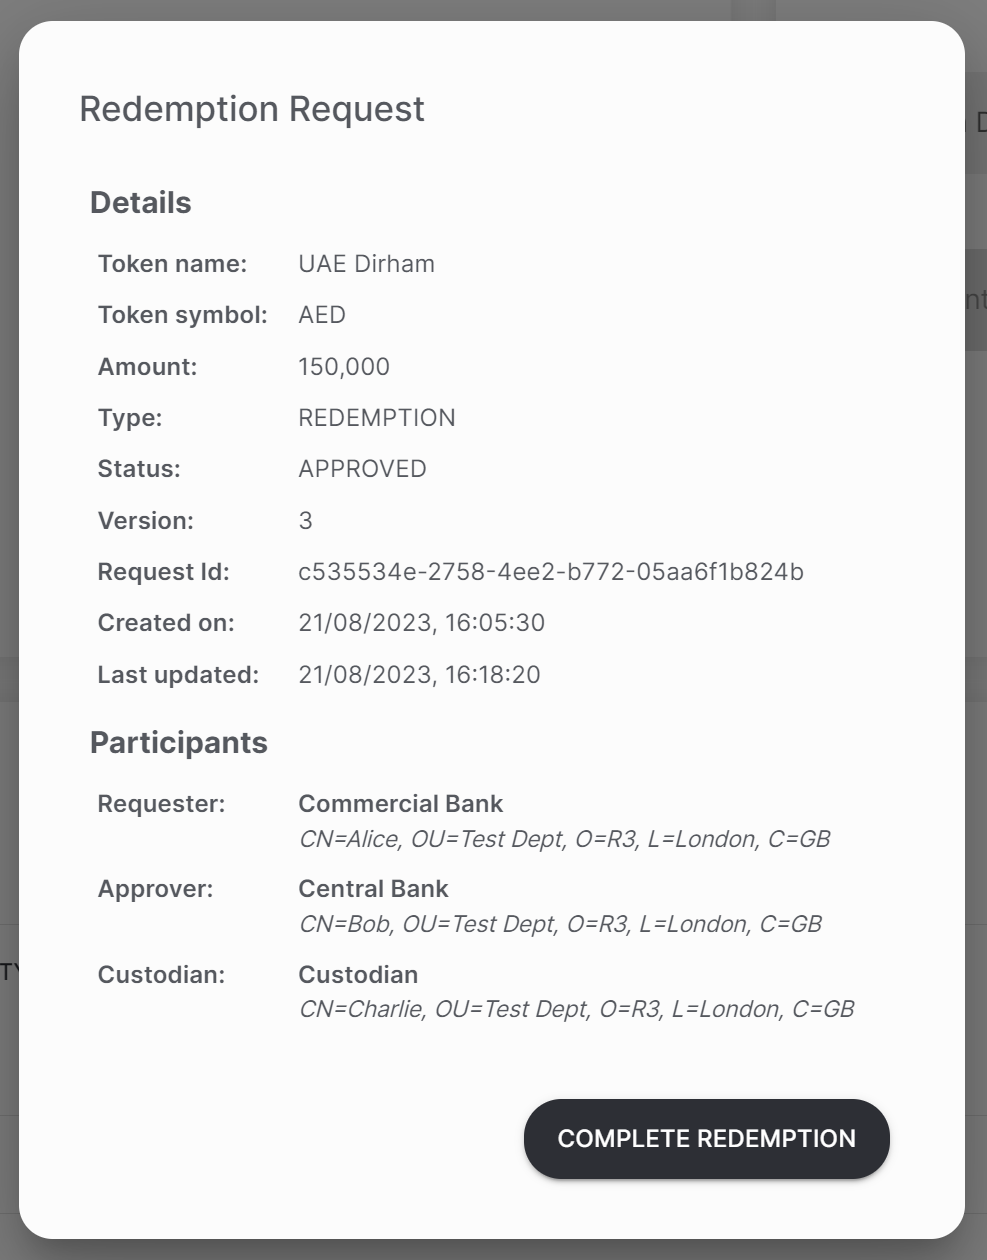 Redemption Request
Details
Token name: UAE Dirham
Token symbol: AED
Amount: 150,000
Type: REDEMPTION
Status: APPROVED
Version: 3
Request Id: c535534e-2758-4ee2-b772-05aa6f1b824b
Created on: 21/08/2023, 16:05:30
Last updated: 21/08/2023, 16:18:20
Participants
Requester: Commercial Bank
CN=Alice, OU=Test Dept, O=R3, L=London, C=GB
Approver: Central Bank
CN=Bob, OU=Test Dept, O=R3, L=London, C=GB
Custodian: Custodian
CN=Charlie, OU=Test Dept, O=R3, L=London, C=GB
COMPLETE REDEMPTION